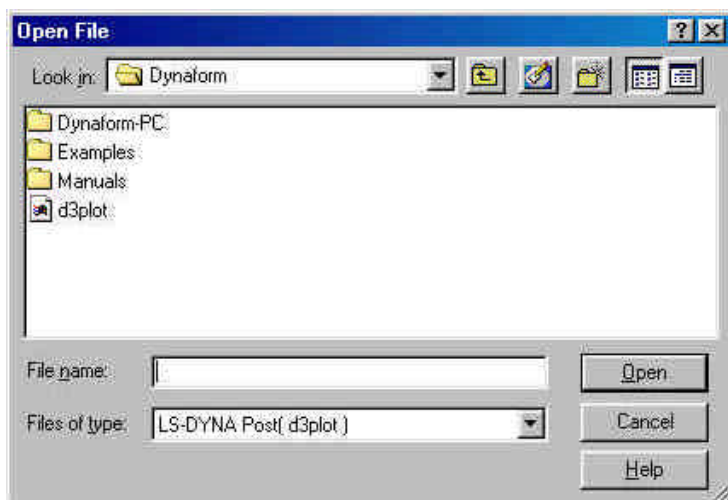 Open File
Look in: Dynaform
Dynaform-PC
Examples
Manuals
d3plot
File name: Open
Files of type: LS-DYNA Post( d3plot ) Cancel
Help